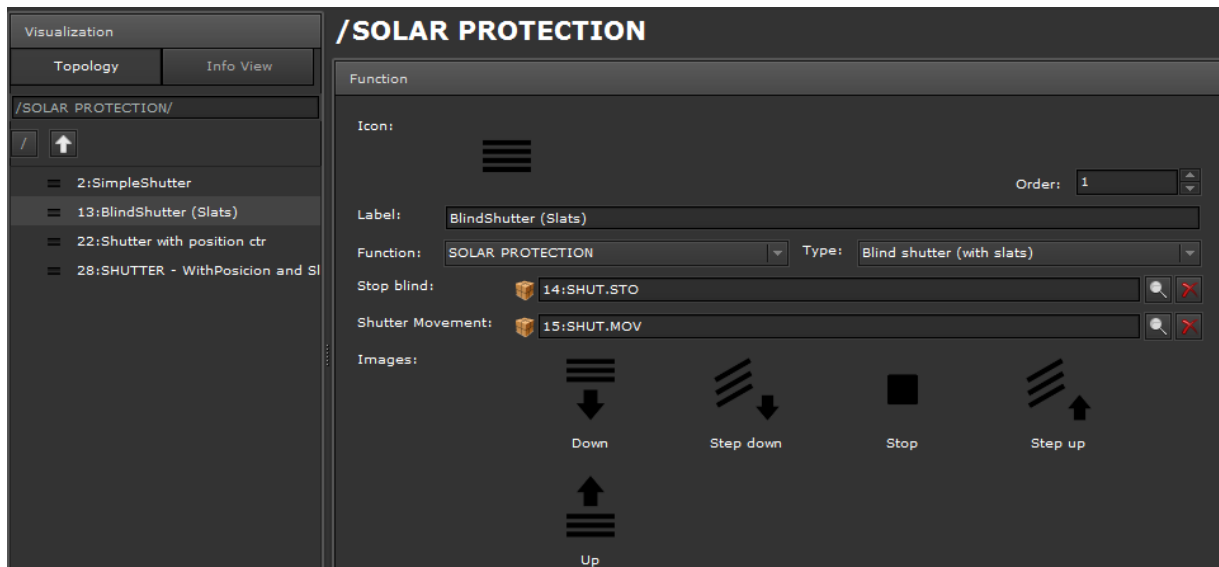 Visualization
Topology
Info View
/SOLAR PROTECTION/
/
2:SimpleShutter
13:BlindShutter (Slats)
22:Shutter with position ctr
28:SHUTTER - WithPosicion and Sl
/SOLAR PROTECTION
Function
Icon:
Order: 1
Label: BlindShutter (Slats)
Function: SOLAR PROTECTION Type: Blind shutter (with slats)
Stop blind: 14:SHUT.STO
Shutter Movement: 15:SHUT.MOV
Images:
Down Step down Stop Step up
Up